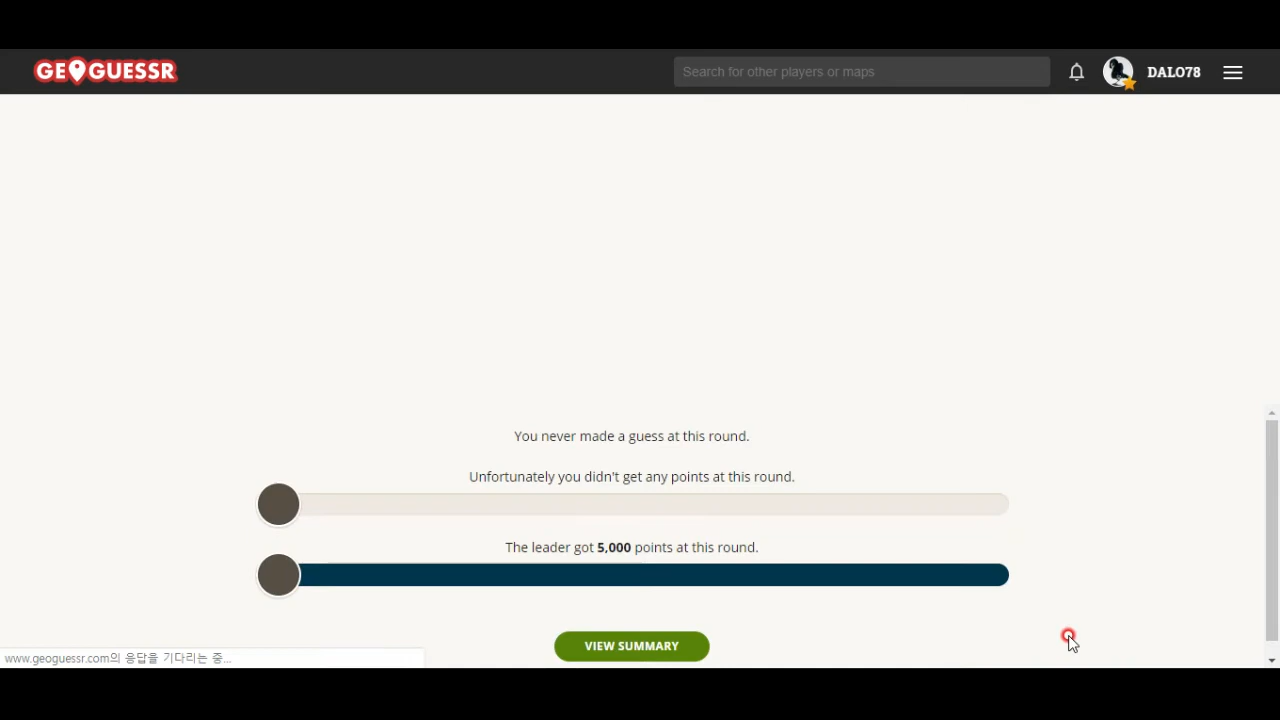 GEOGUESSR
Search for other players or maps
DALO78
You never made a guess at this round.
Unfortunately you didn't get any points at this round.
The leader got 5,000 points at this round.
VIEW SUMMARY
www.geoguessr.com의 응답을 기다리는 중...